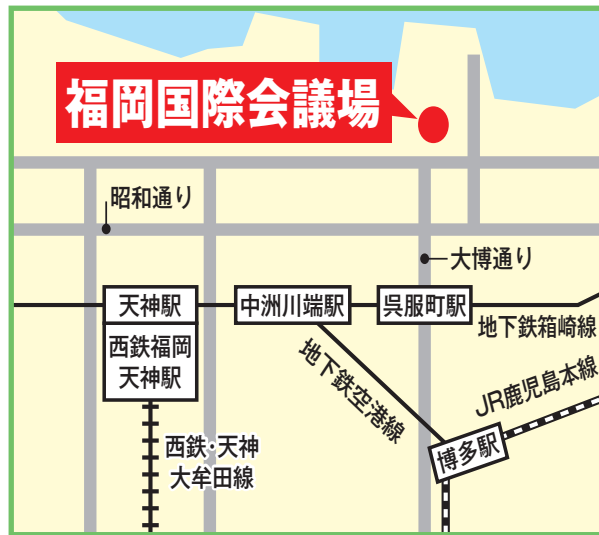 福岡国際会議場
昭和通り
大博通り
天神駅
中洲川端駅
呉服町駅
地下鉄箱崎線
西鉄福岡
天神駅
地下鉄空港線
JR鹿児島本線
博多駅
西鉄・天神
大牟田線